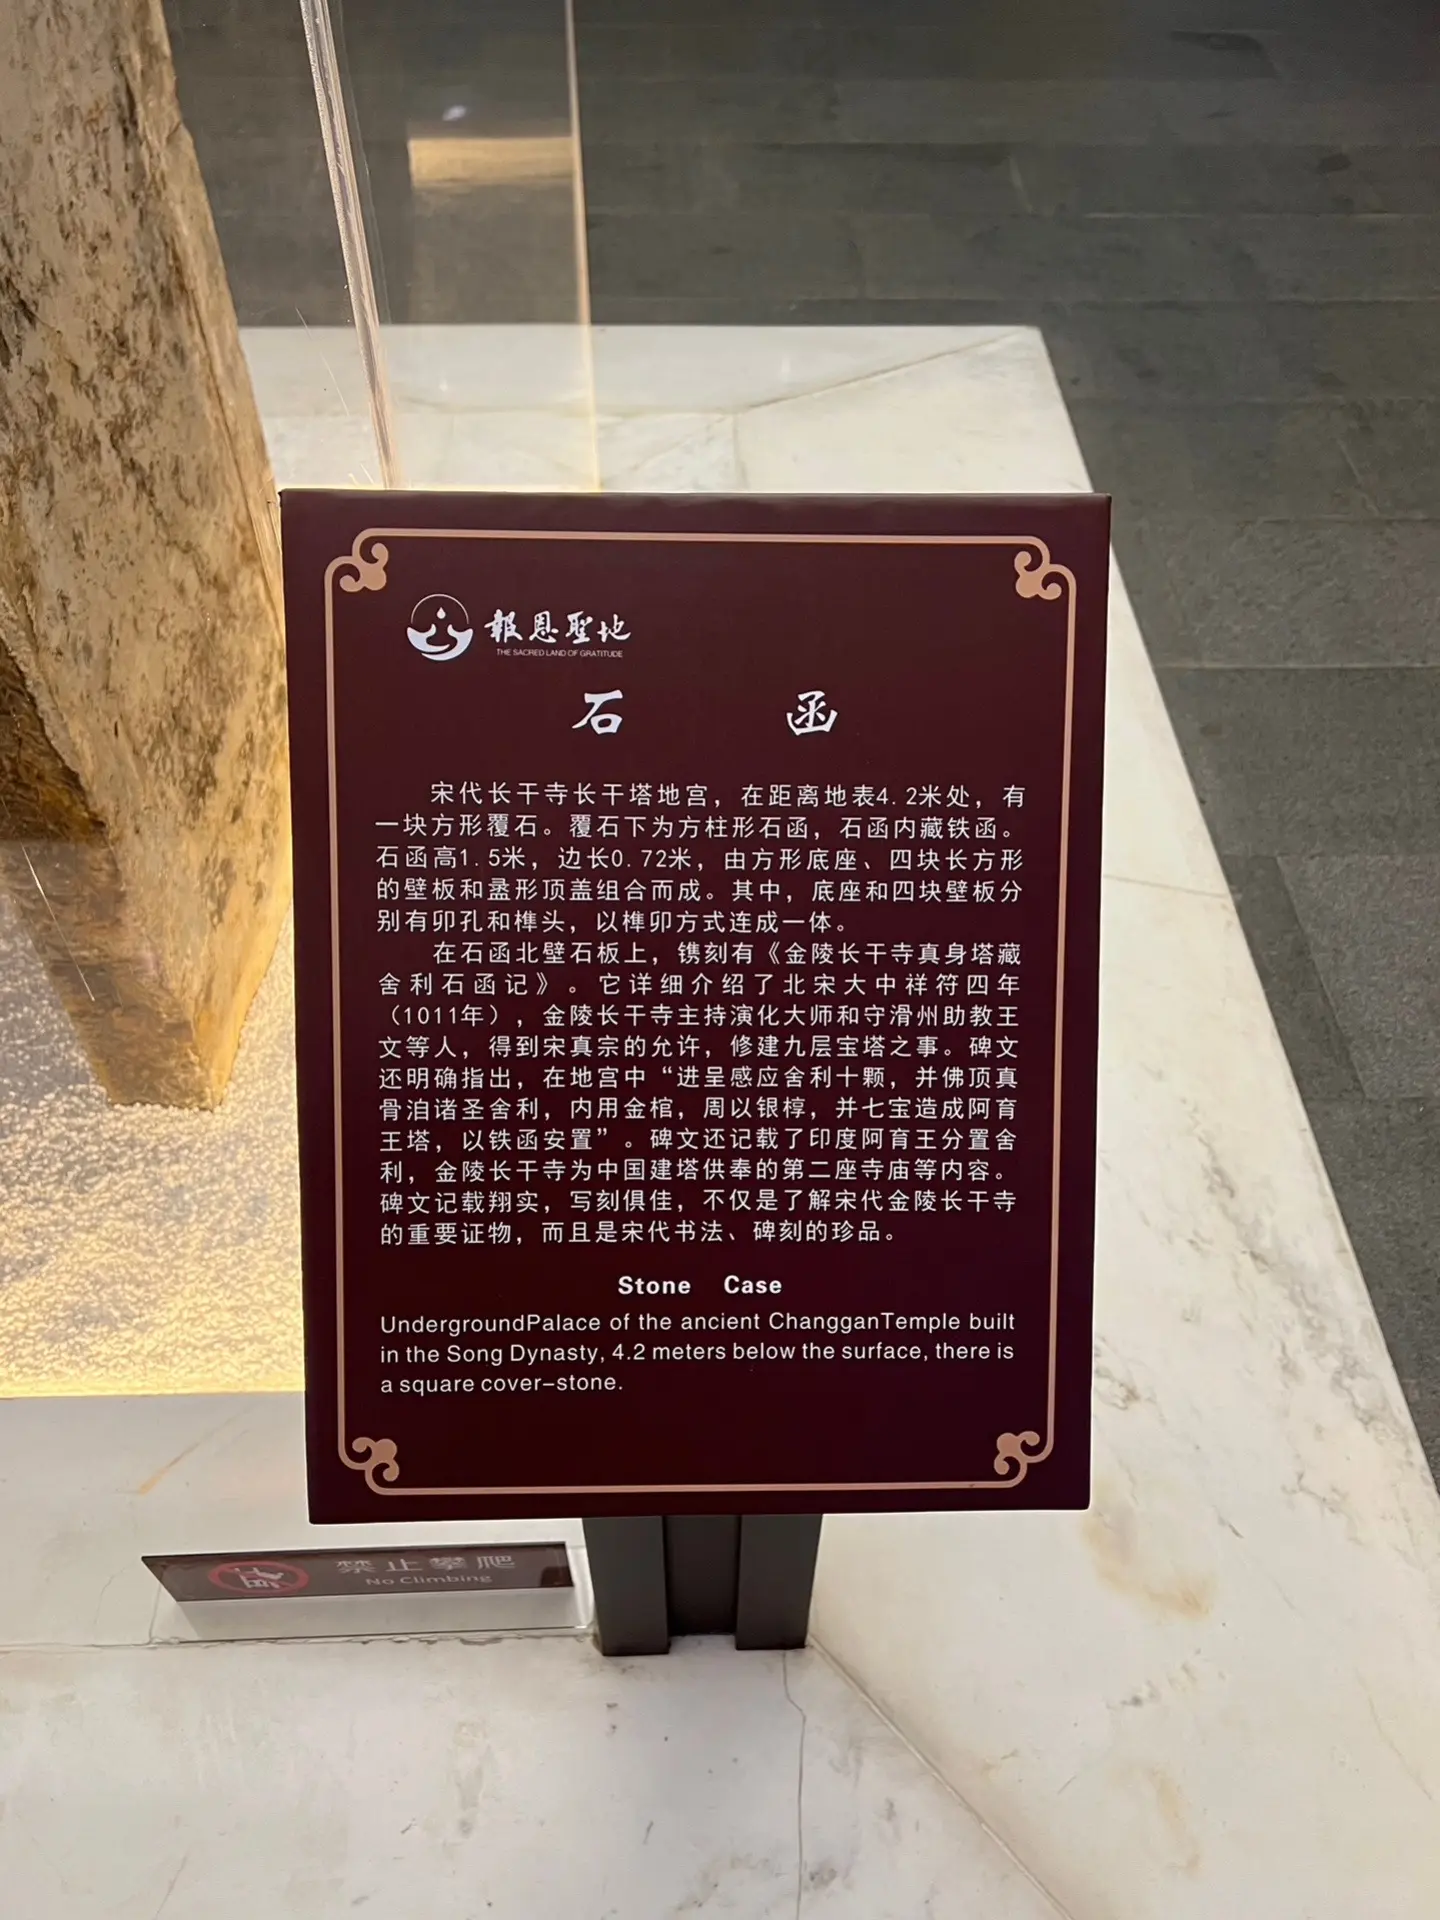 報恩聖地
THE SACRED LAND OF GRATITUDE
石 函
宋代长干寺长干塔地宫，在距离地表4.2米处，有
一块方形覆石。覆石下为方柱形石函，石函内藏铁函。
石函高1.5米，边长0.72米，由方形底座、四块长方形
的壁板和盝形顶盖组合而成。其中，底座和四块壁板分
别有卯孔和榫头，以榫卯方式连成一体。
在石函北壁石板上，镌刻有《金陵长干寺真身塔藏
舍利石函记》。它详细介绍了北宋大中祥符四年
（1011年），金陵长干寺主持演化大师和守滑州助教王
文等人，得到宋真宗的允许，修建九层宝塔之事。碑文
还明确指出，在地宫中“进呈感应舍利十颗，并佛顶真
骨洎诸圣舍利，内用金棺，周以银椁，并七宝造成阿育
王塔，以铁函安置”。碑文还记载了印度阿育王分置舍
利，金陵长干寺为中国建塔供奉的第二座寺庙等内容。
碑文记载翔实，写刻俱佳，不仅是了解宋代金陵长干寺
的重要证物，而且是宋代书法、碑刻的珍品。
Stone Case
UndergroundPalace of the ancient ChangganTemple built
in the Song Dynasty, 4.2 meters below the surface, there is
a square cover-stone.
禁止攀爬
No Climbing